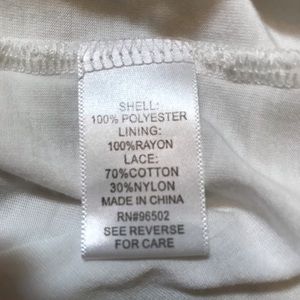 SHELL:
100% POLYESTER
LINING:
100%RAYON
LACE:
70%COTTON
30%NYLON
MADE IN CHINA
RN#96502
SEE REVERSE
FOR CARE